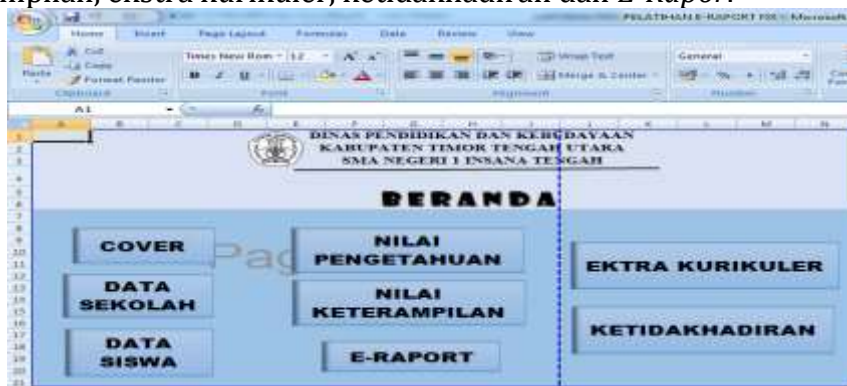 mpilan, ekstra kurikuler, ketidakhadiran dan E-Rapor.
PELATIHAN E-RAPORT FIX - Microsoft
Home Insert Page Layout Formulas Data Review View
Cut
Copy
Format Painter
Paste
Times New Rom 12
Wrap Text
Merge & Center
General
Clipboard Font Alignment Number
A1
DINAS PENDIDIKAN DAN KEBUDAYAAN
KABUPATEN TIMOR TENGAH UTARA
SMA NEGERI 1 INSANA TENGAH
BERANDA
COVER
NILAI
PENGETAHUAN
EKTRA KURIKULER
DATA
SEKOLAH
NILAI
KETERAMPILAN
KETIDAKHADIRAN
DATA
SISWA
E-RAPORT